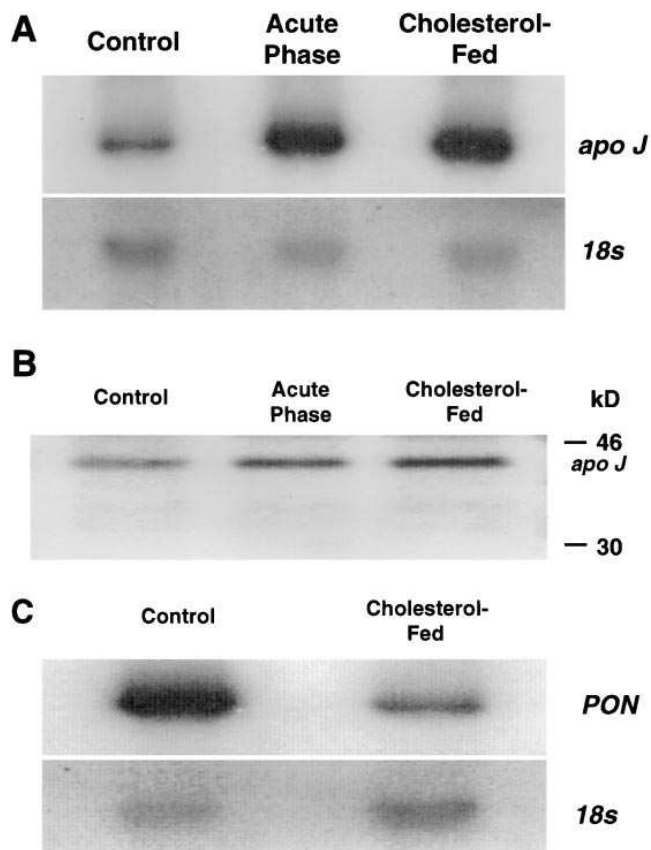 A
Control
Acute
Phase
Cholesterol-
Fed
apo J
18s
B
Control
Acute
Phase
Cholesterol-
Fed
kD
46
apo J
30
C
Control
Cholesterol-
Fed
PON
18s